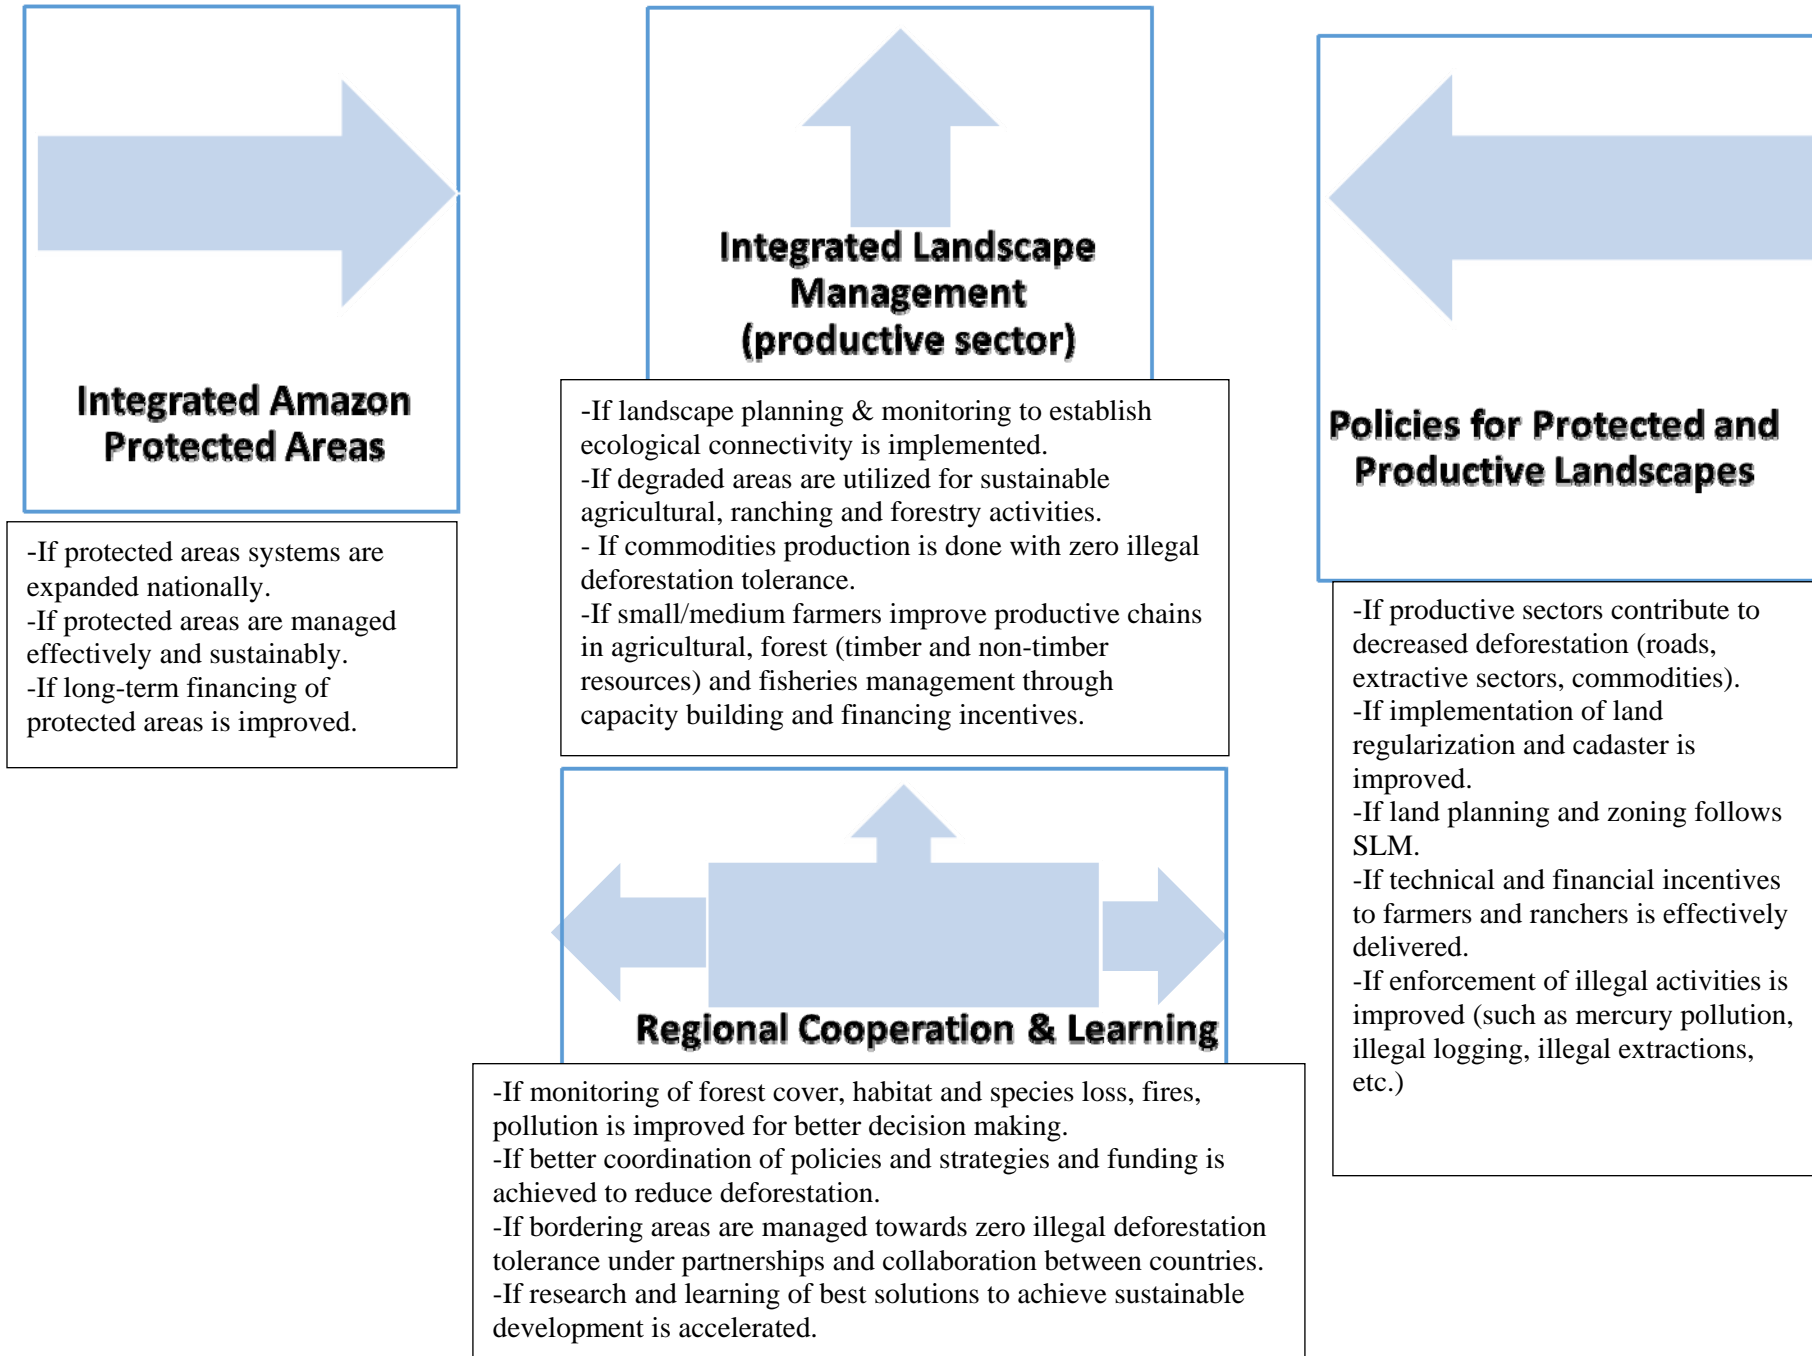 Integrated Amazon
Protected Areas
-If protected areas systems are
expanded nationally.
-If protected areas are managed
effectively and sustainably.
-If long-term financing of
protected areas is improved.
Integrated Landscape
Management
(productive sector)
-If landscape planning & monitoring to establish
ecological connectivity is implemented.
-If degraded areas are utilized for sustainable
agricultural, ranching and forestry activities.
- If commodities production is done with zero illegal
deforestation tolerance.
-If small/medium farmers improve productive chains
in agricultural, forest (timber and non-timber
resources) and fisheries management through
capacity building and financing incentives.
Policies for Protected and
Productive Landscapes
-If productive sectors contribute to
decreased deforestation (roads,
extractive sectors, commodities).
-If implementation of land
regularization and cadaster is
improved.
-If land planning and zoning follows
SLM.
-If technical and financial incentives
to farmers and ranchers is effectively
delivered.
-If enforcement of illegal activities is
improved (such as mercury pollution,
illegal logging, illegal extractions,
etc.)
Regional Cooperation & Learning
-If monitoring of forest cover, habitat and species loss, fires,
pollution is improved for better decision making.
-If better coordination of policies and strategies and funding is
achieved to reduce deforestation.
-If bordering areas are managed towards zero illegal deforestation
tolerance under partnerships and collaboration between countries.
-If research and learning of best solutions to achieve sustainable
development is accelerated.